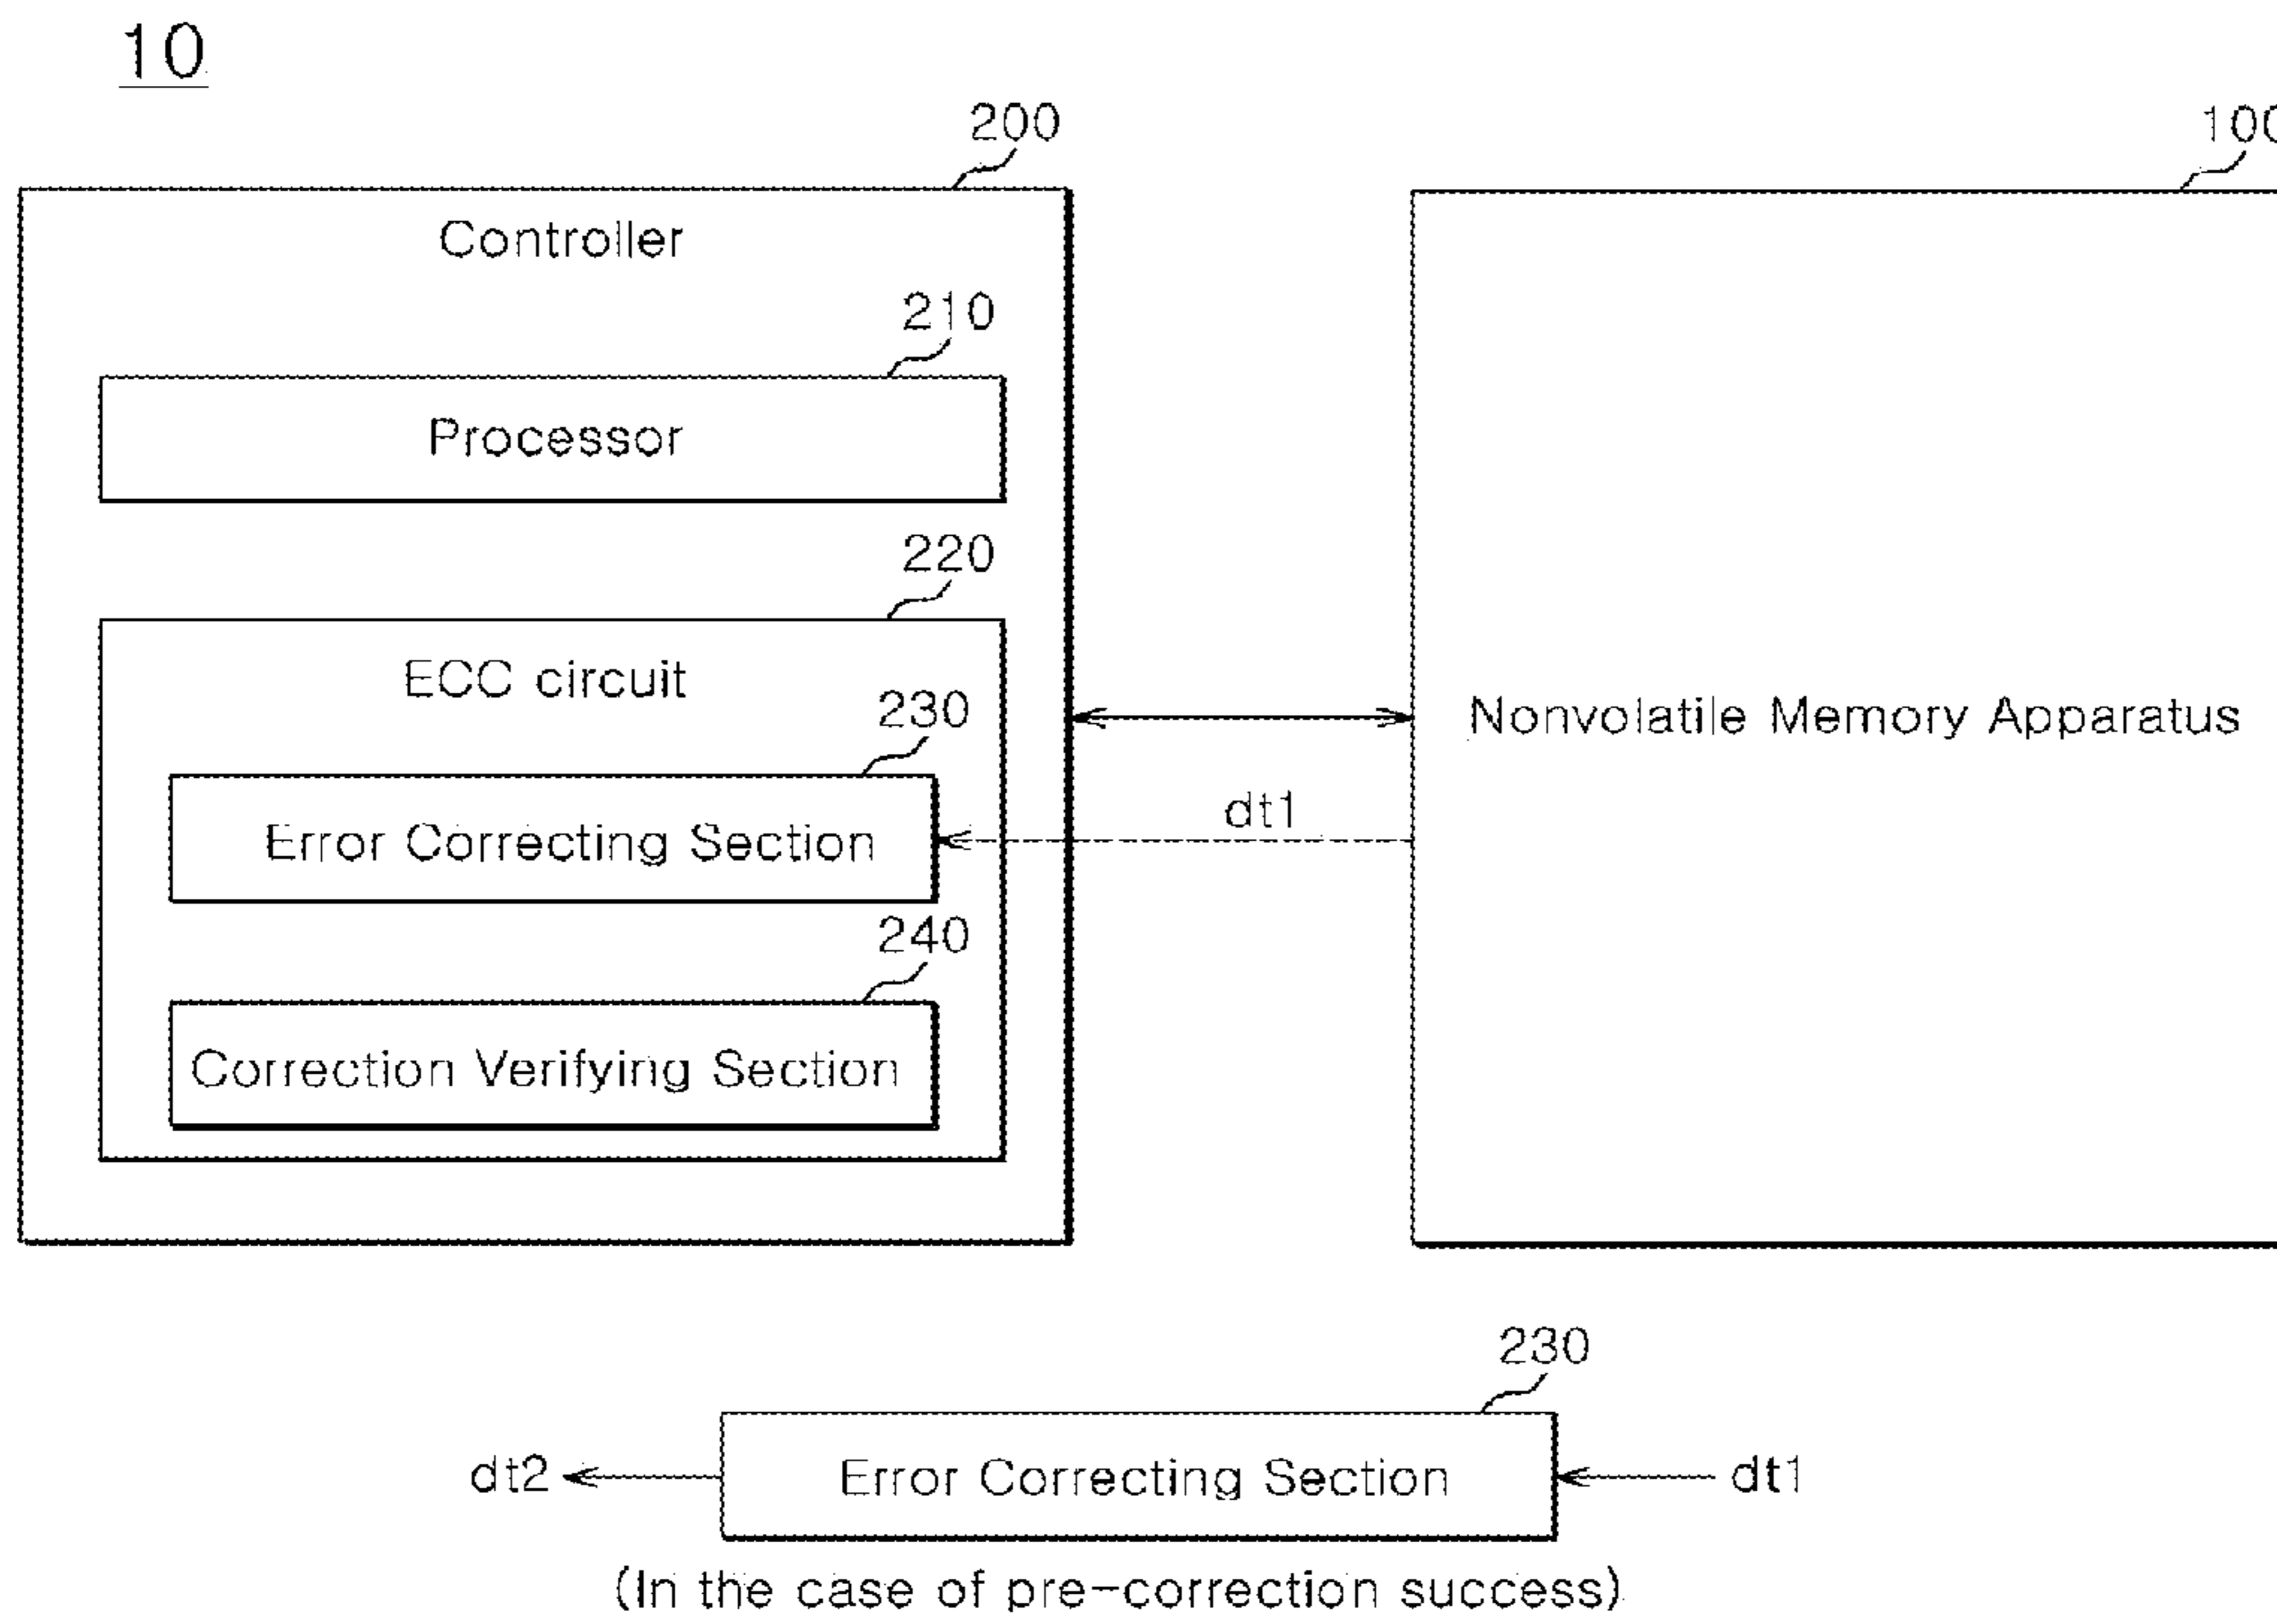 10
200
100
Controller
210
Processor
220
ECC circuit
230
Nonvolatile Memory Apparatus
dt1
Error Correcting Section
240
Correction Verifying Section
230
dt2
Error Correcting Section
dt1
(In the case of pre-correction success)